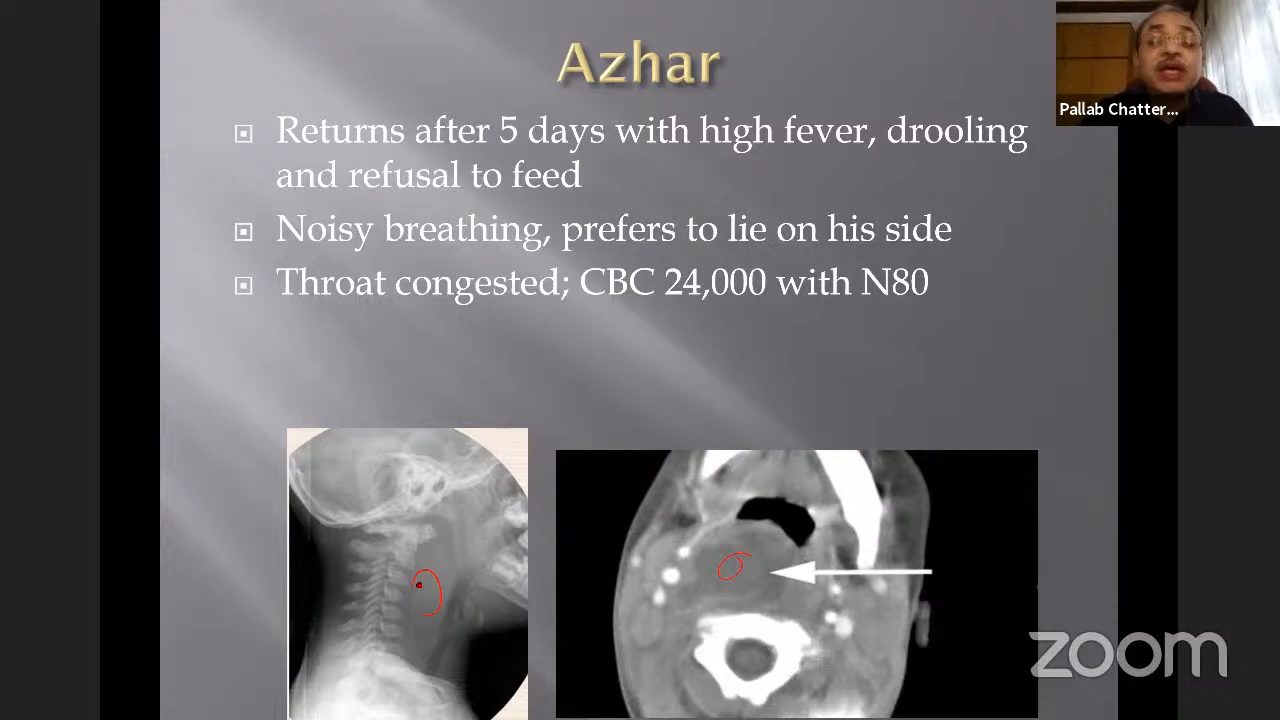 Azhar
Pallab Chatter...
Returns after 5 days with high fever, drooling
and refusal to feed
Noisy breathing, prefers to lie on his side
Throat congested; CBC 24,000 with N80
zoom